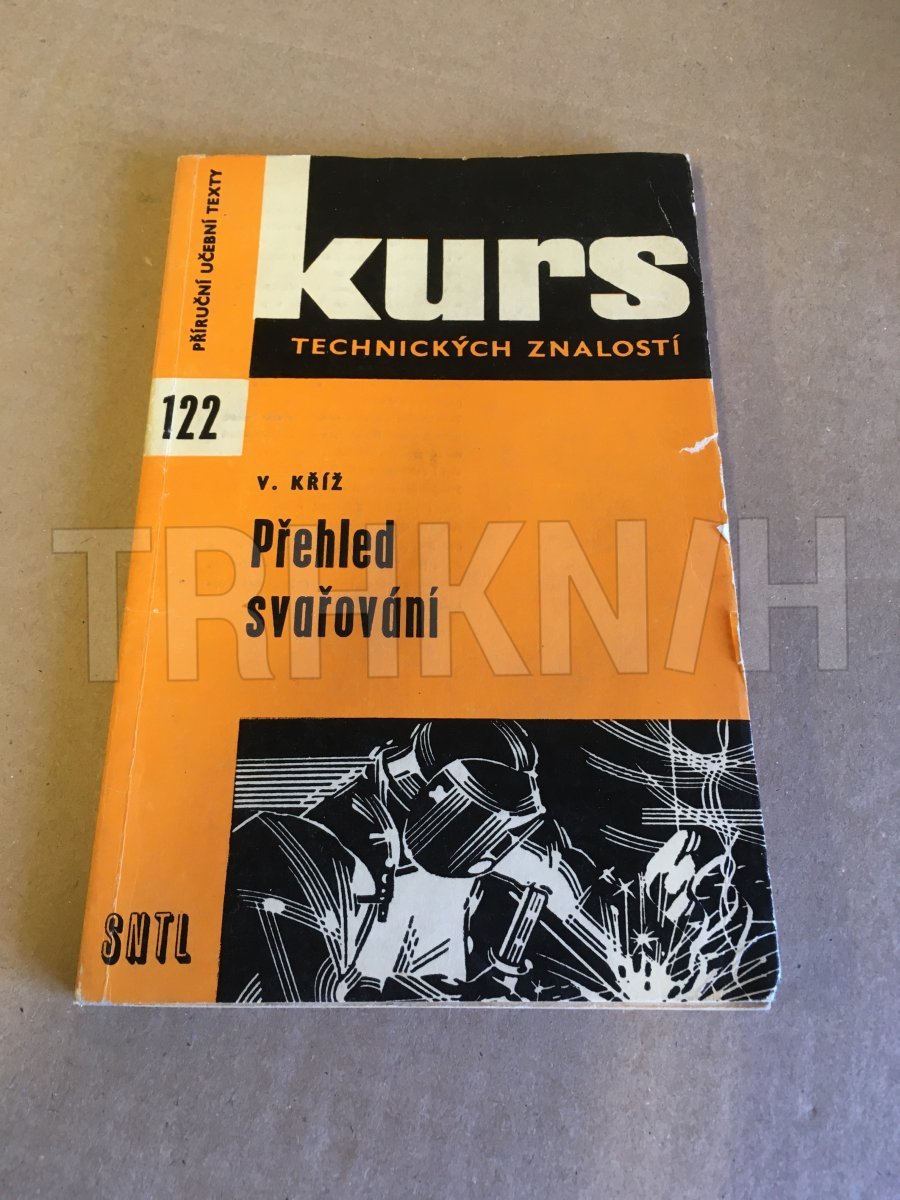 PŘÍRUČNÍ UČEBNÍ TEXTY
kurs
TECHNICKÝCH ZNALOSTÍ
122
V. KŘÍŽ
Přehled
svařování
TRHKNIH
SNTL